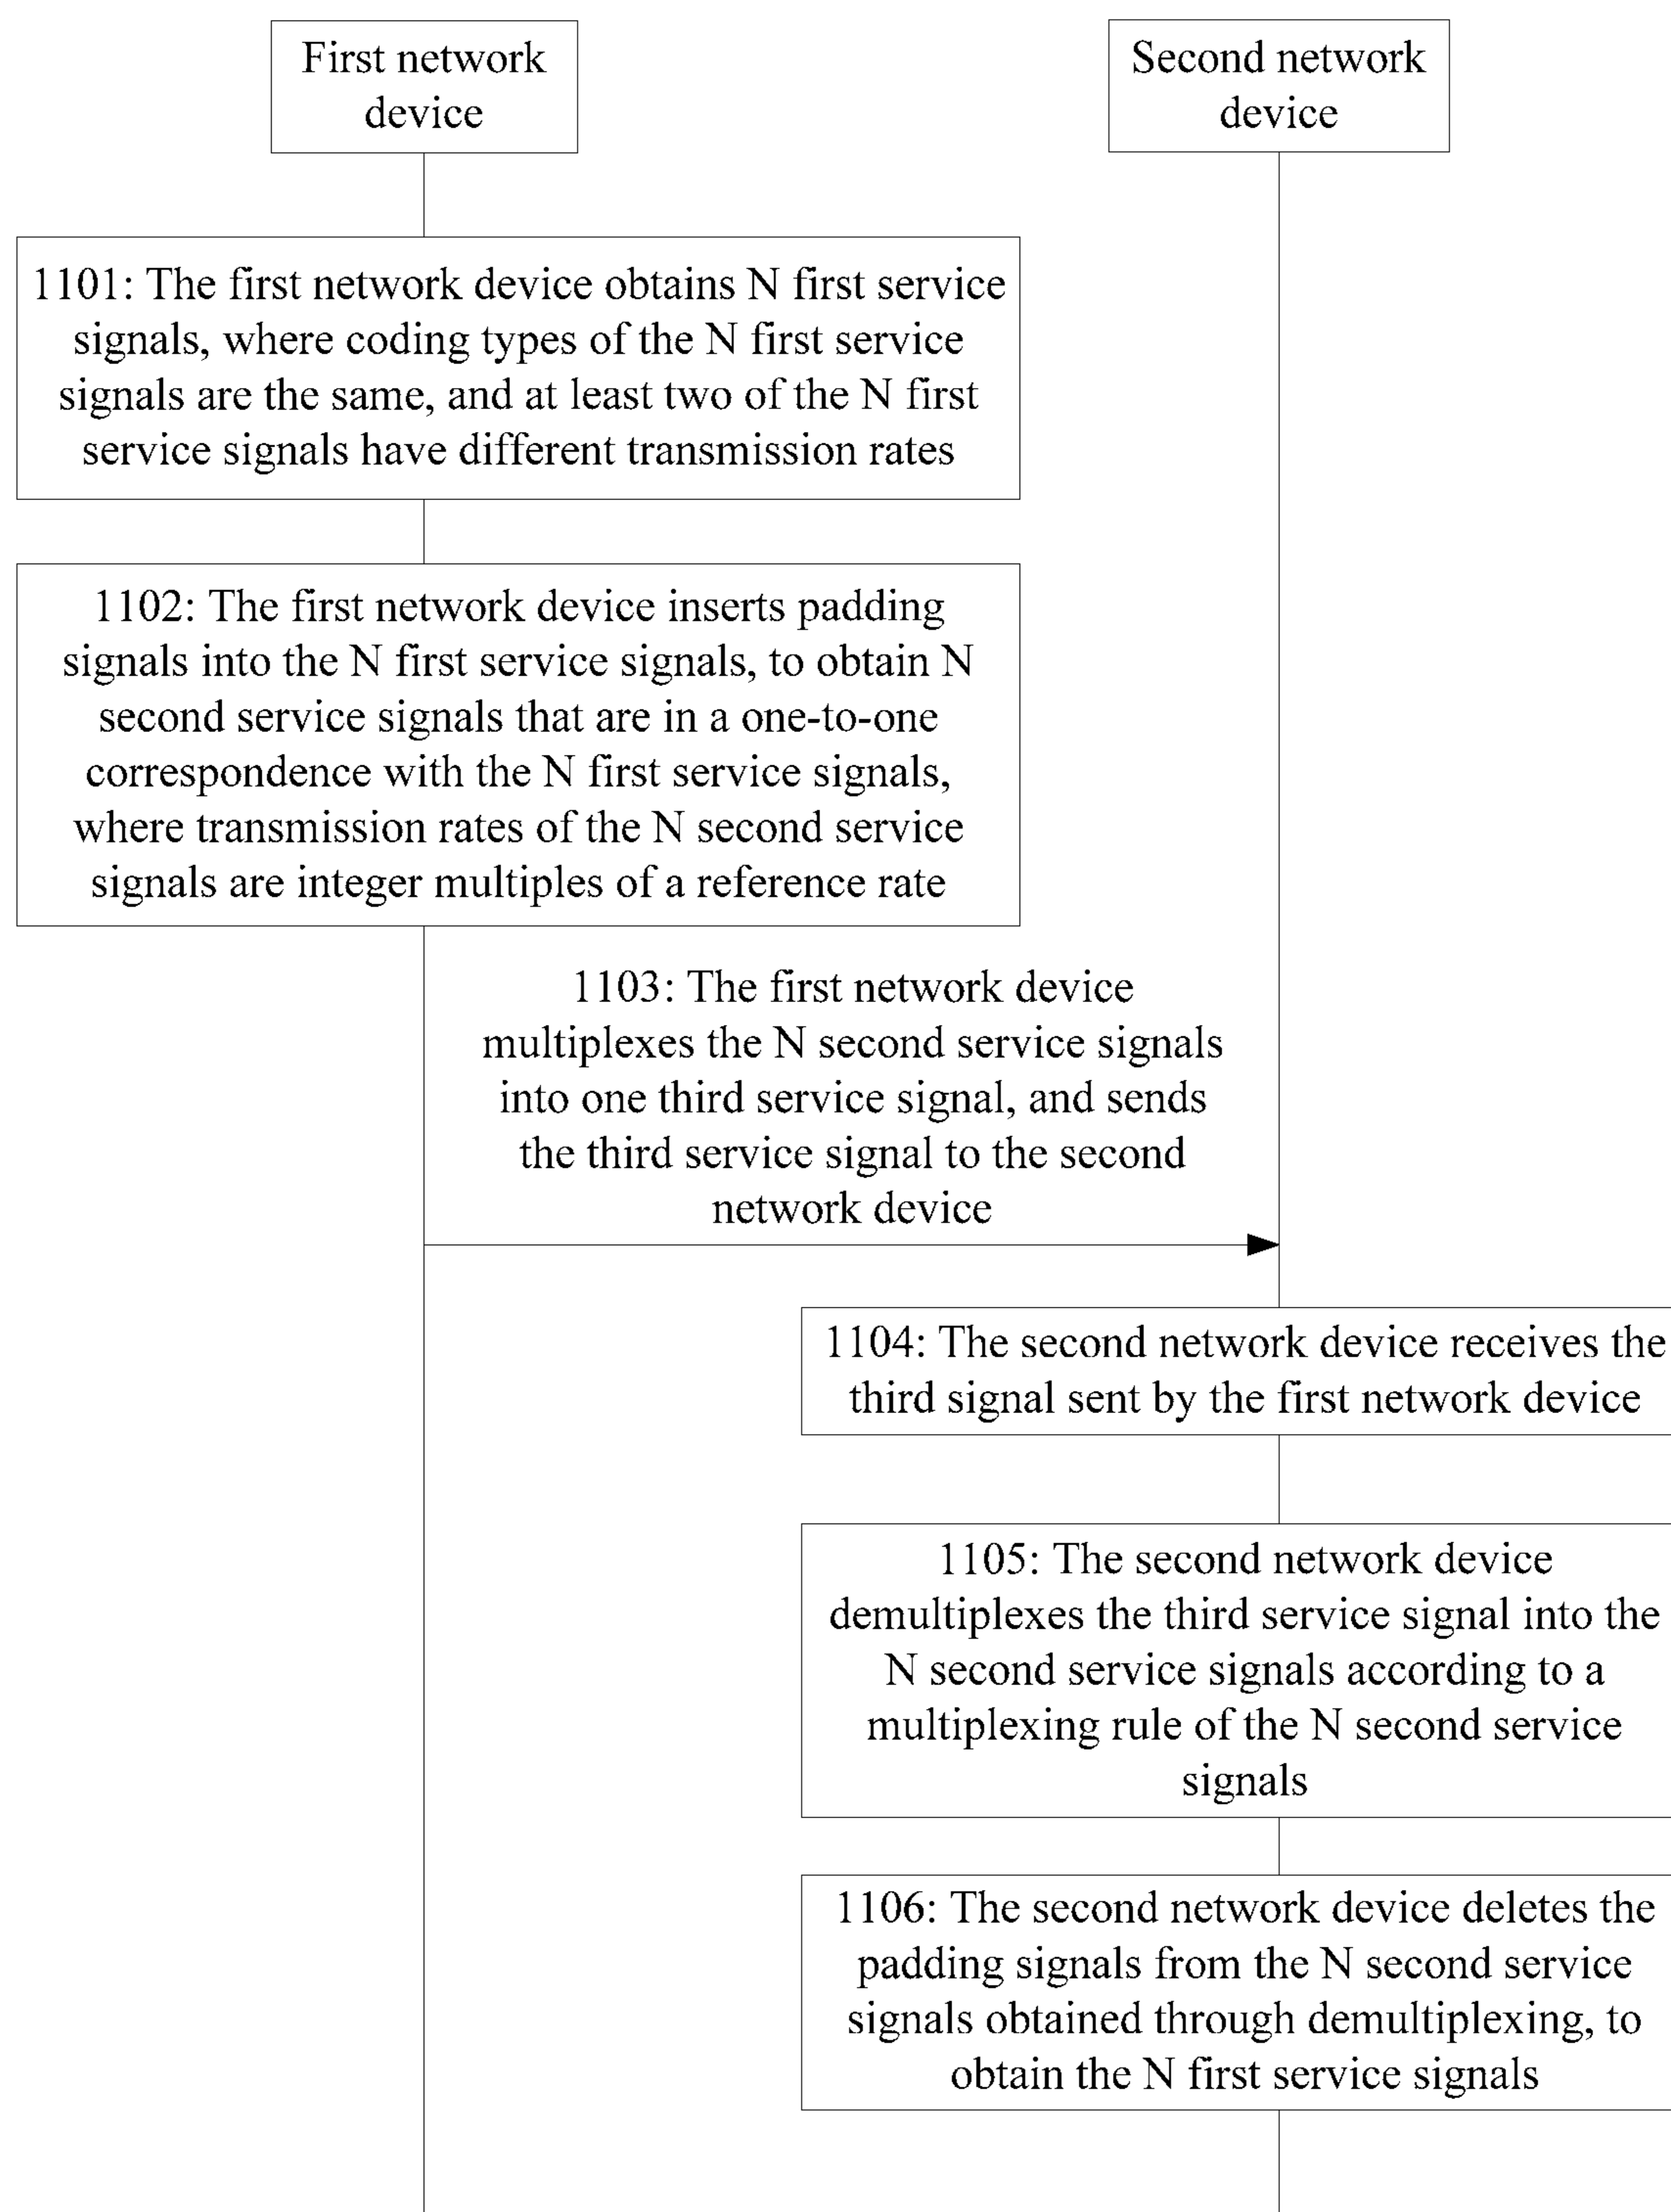 First network
device
Second network
device
1101: The first network device obtains N first service
signals, where coding types of the N first service
signals are the same, and at least two of the N first
service signals have different transmission rates
1102: The first network device inserts padding
signals into the N first service signals, to obtain N
second service signals that are in a one-to-one
correspondence with the N first service signals,
where transmission rates of the N second service
signals are integer multiples of a reference rate
1103: The first network device
multiplexes the N second service signals
into one third service signal, and sends
the third service signal to the second
network device
1104: The second network device receives the
third signal sent by the first network device
1105: The second network device
demultiplexes the third service signal into the
N second service signals according to a
multiplexing rule of the N second service
signals
1106: The second network device deletes the
padding signals from the N second service
signals obtained through demultiplexing, to
obtain the N first service signals